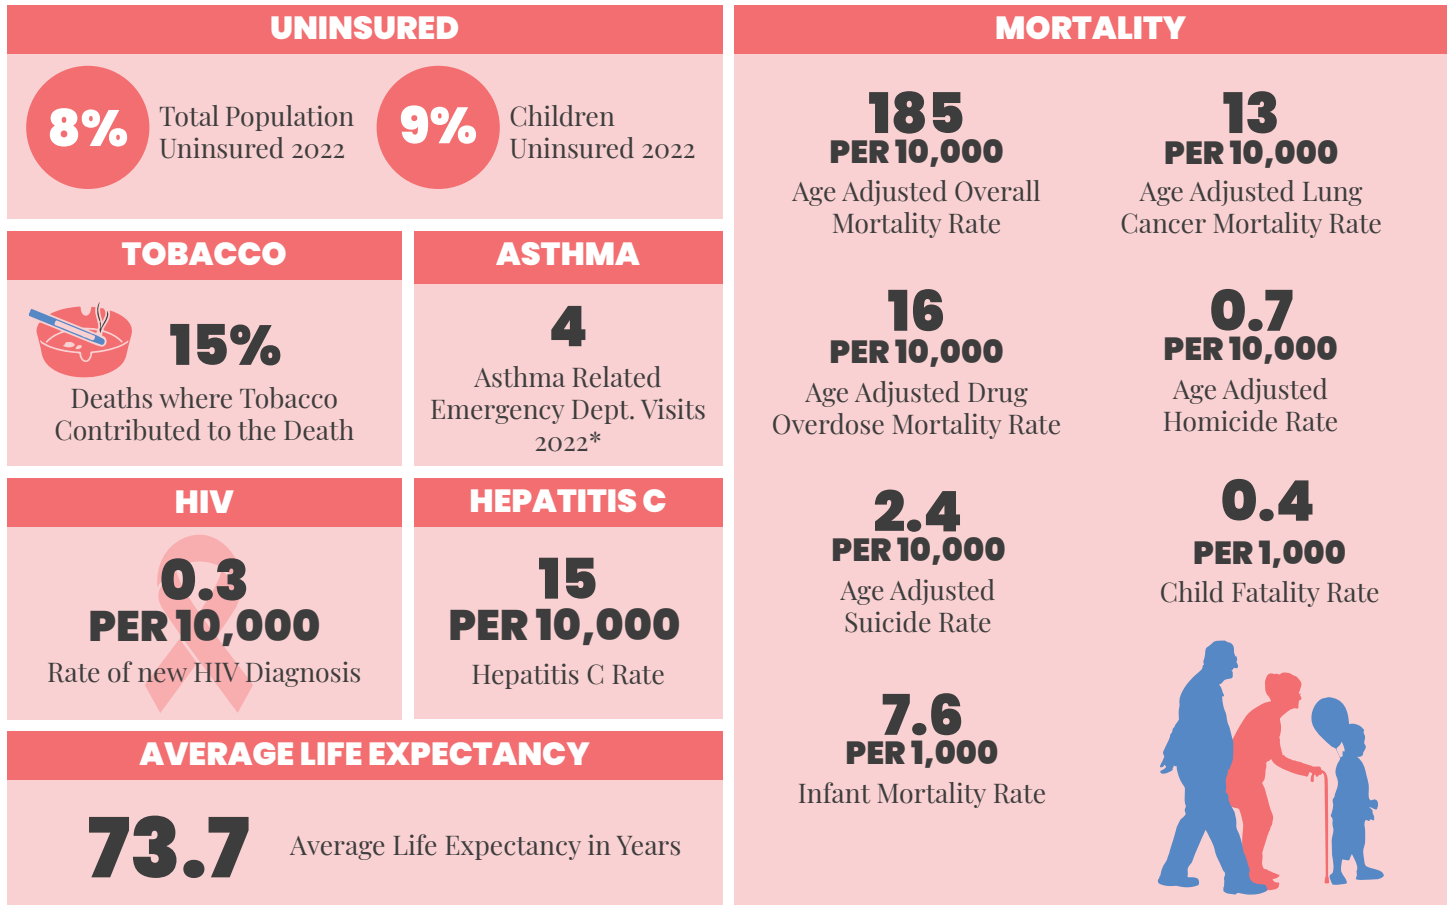 UNINSURED
8%
Total Population
Uninsured 2022
9%
Children
Uninsured 2022
TOBACCO
15%
Deaths where Tobacco
Contributed to the Death
ASTHMA
4
Asthma Related
Emergency Dept. Visits
2022*
HIV
0.3
PER 10,000
Rate of new HIV Diagnosis
HEPATITIS C
15
PER 10,000
Hepatitis C Rate
AVERAGE LIFE EXPECTANCY
73.7
Average Life Expectancy in Years
MORTALITY
185
PER 10,000
Age Adjusted Overall
Mortality Rate
13
PER 10,000
Age Adjusted Lung
Cancer Mortality Rate
16
PER 10,000
Age Adjusted Drug
Overdose Mortality Rate
0.7
PER 10,000
Age Adjusted
Homicide Rate
2.4
PER 10,000
Age Adjusted
Suicide Rate
0.4
PER 1,000
Child Fatality Rate
7.6
PER 1,000
Infant Mortality Rate